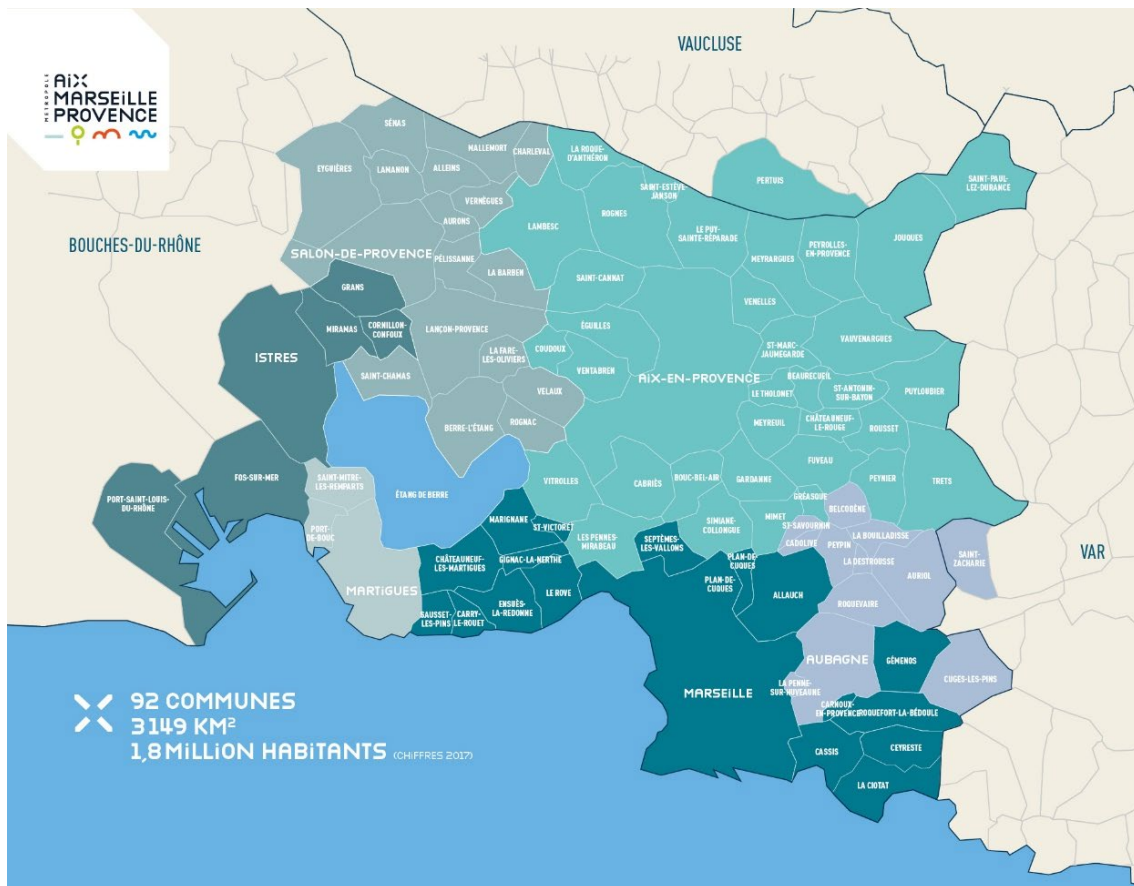 VAUCLUSE
MÉTROPOLE
AIX
MARSEILLE
PROVENCE
SÉNAS
MALLEMORT
CHARLEVAL
LA ROQUE-
D'ANTHÉRON
EYGUIÈRES
LAMANON
ALLEINS
SAINT-ESTÈVE-
JANSON
PERTUIS
SAINT-PAUL-
LEZ-DURANCE
VERNÈGUES
ROGNES
AURONS
LAMBESC
LE PUY-
SAINTE-RÉPARADE
MEYRARGUES
PEYROLLES-
EN-PROVENCE
JOUQUES
BOUCHES-DU-RHÔNE
SALON-DE-PROVENCE
PÉLISSANNE
LA BARBEN
SAINT-CANNAT
GRANS
VENELLES
MIRAMAS
CORNILLON-
CONFOUX
LANÇON-PROVENCE
ÉGUILLES
VAUVENARGUES
ISTRES
LA FARE-
LES-OLIVIERS
COUDOUX
ST-MARC-
JAUMEGARDE
SAINT-CHAMAS
VENTABREN
AIX-EN-PROVENCE
BEAURECUEIL
LE THOLONET
ST-ANTONIN-
SUR-BAYON
PUYLOUBIER
VELAUX
BERRE-L'ÉTANG
ROGNAC
MEYREUIL
CHÂTEAUNEUF-
LE-ROUGE
ROUSSET
FUVEAU
FOS-SUR-MER
SAINT-MITRE-
LES-REMPARTS
ÉTANG DE BERRE
VITROLLES
CABRIÈS
BOUC-BEL-AIR
GARDANNE
PEYNIER
TRETS
PORT-SAINT-LOUIS-
DU-RHÔNE
GRÉASQUE
BELCODÈNE
PORT-
DE-BOUC
MARIGNANE
ST-VICTORET
SIMIANE-
COLLONGUE
MIMET
ST-SAVOURNIN
LES PENNES-
MIRABEAU
SEPTÈMES-
LES-VALLONS
CADOLIVE
PEYPIN
LA BOUILLADISSE
SAINT-
ZACHARIE
VAR
CHÂTEAUNEUF-
LES-MARTIGUES
GIGNAC-LA-NERTHE
PLAN-DE-
CUQUES
LA DESTROUSSE
AURIOL
PLAN-DE-
CUQUES
MARTIGUES
LE ROVE
ALLAUCH
ROQUEVAIRE
SAUSSET-
LES-PINS
CARRY-
LE-ROUET
ENSUÈS-
LA-REDONNE
AUBAGNE
GÉMENOS
CUGES-LES-PINS
MARSEILLE
LA PENNE-
SUR-HUVEAUNE
CARNOUX-
EN-PROVENCE
ROQUEFORT-LA-BÉDOULE
CASSIS
CEYRESTE
LA CIOTAT
92 COMMUNES
3149 KM²
1,8 MILLION HABITANTS (CHIFFRES 2017)